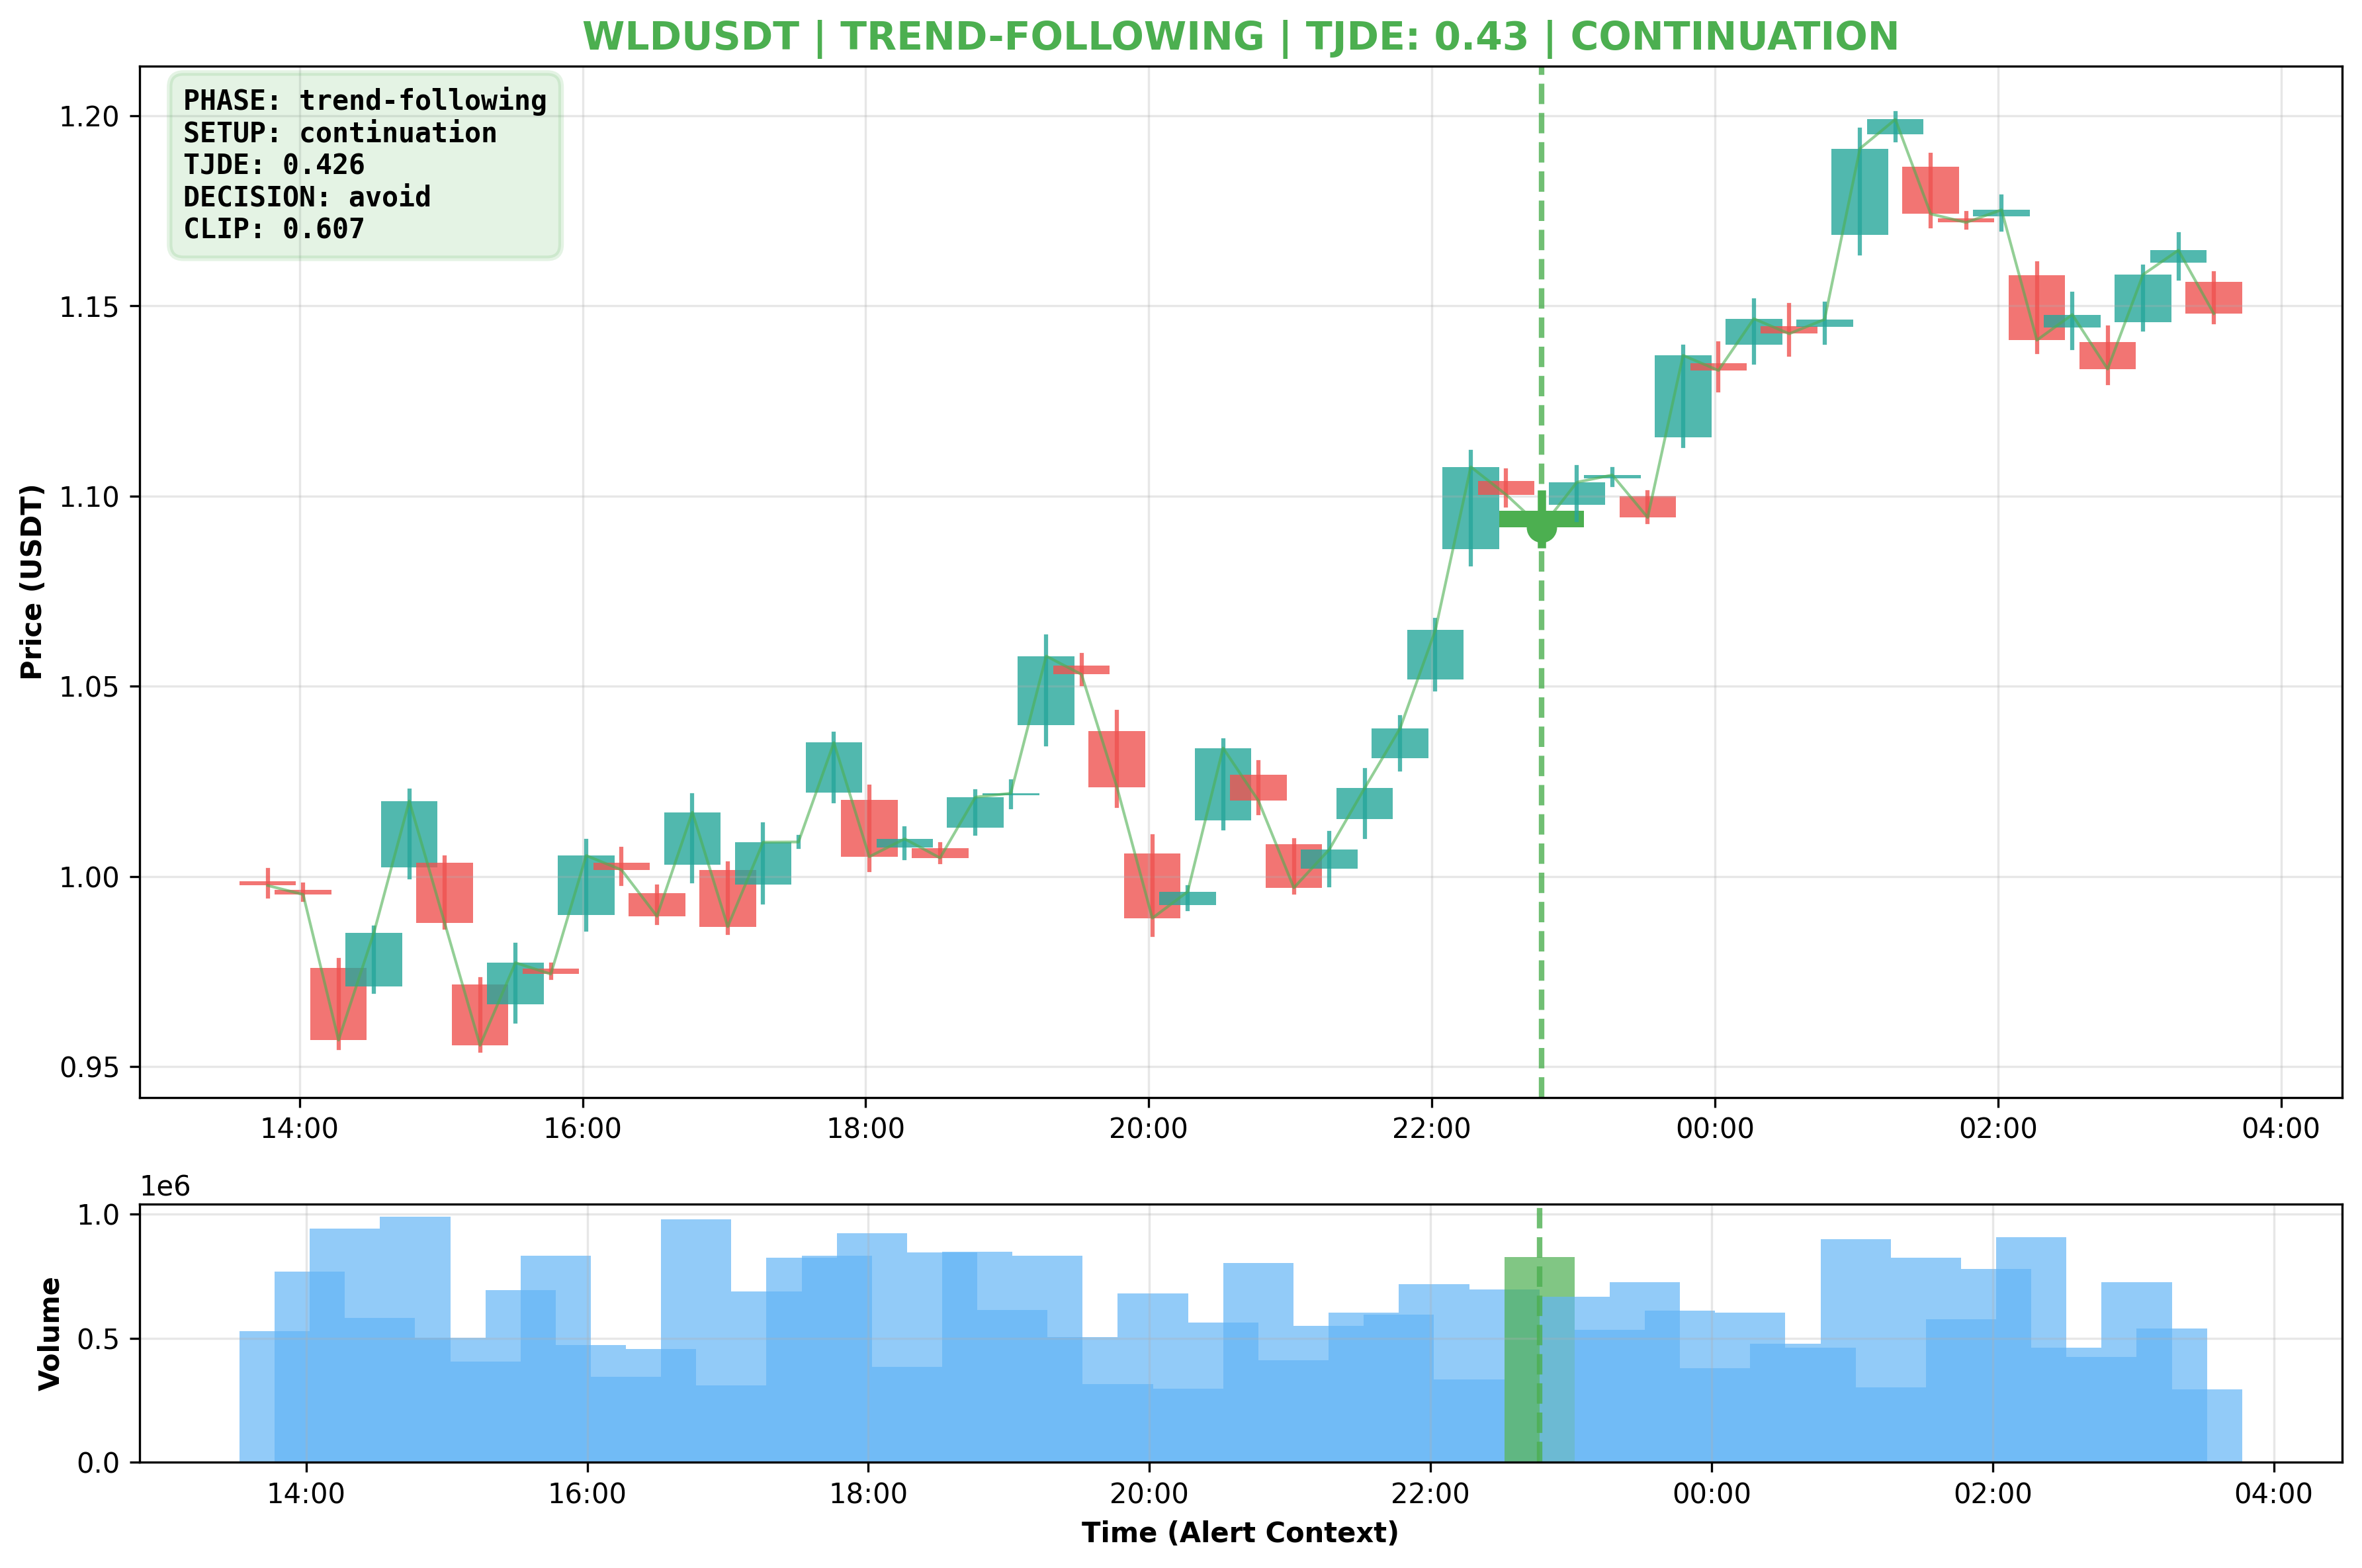 WLDUSDT | TREND-FOLLOWING | TJDE: 0.43 | CONTINUATION
PHASE: trend-following
SETUP: continuation
TJDE: 0.426
DECISION: avoid
CLIP: 0.607
Price (USDT)
1.20
1.15
1.10
1.05
1.00
0.95
14:00 16:00 18:00 20:00 22:00 00:00 02:00 04:00
1e6
Volume
1.0
0.5
0.0
14:00 16:00 18:00 20:00 22:00 00:00 02:00 04:00
Time (Alert Context)